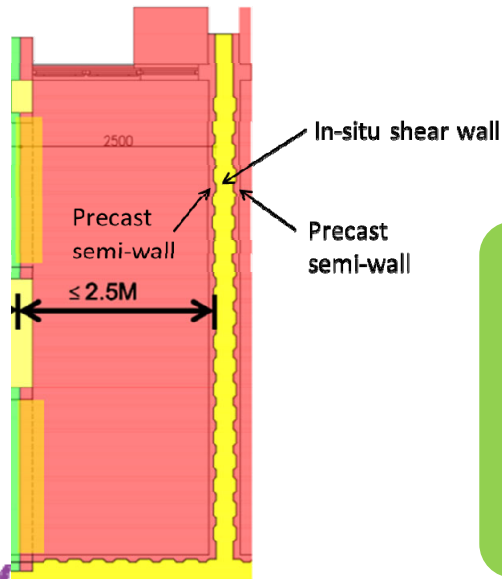 In-situ shear wall
2500
Precast
semi-wall
Precast
semi-wall
≤ 2.5M